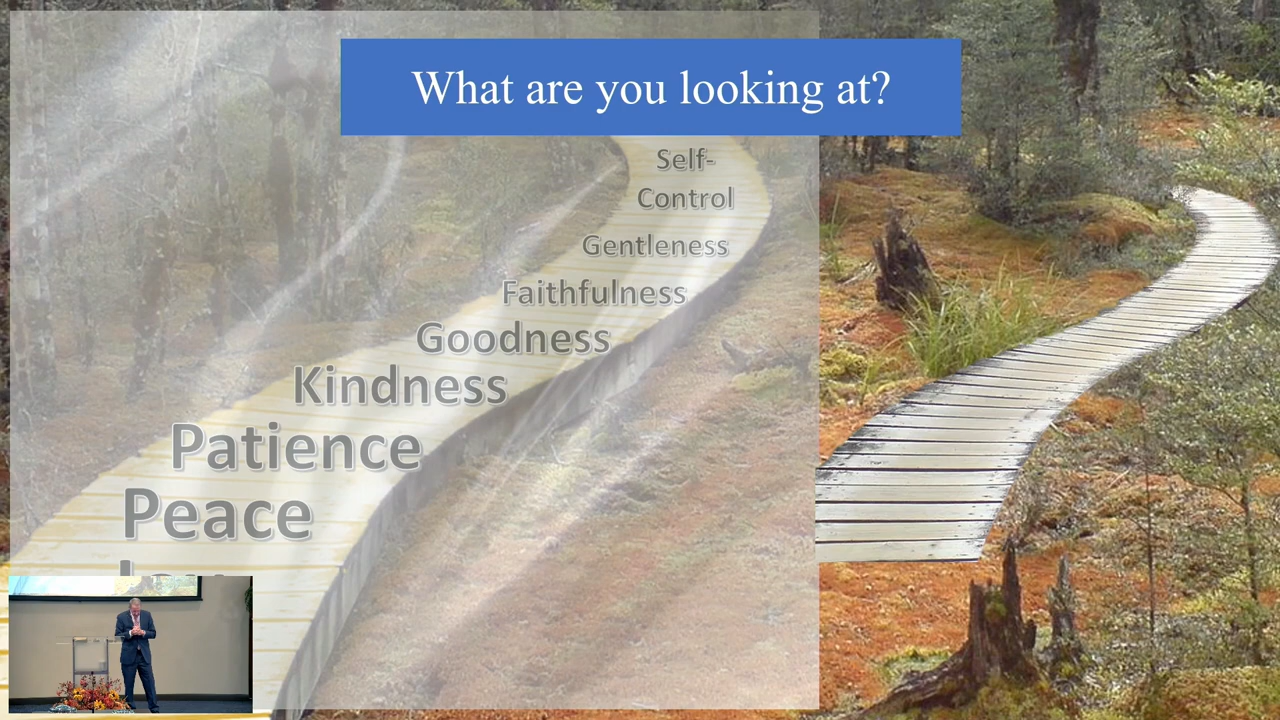 What are you looking at?
Self-
Control
Gentleness
Faithfulness
Goodness
Kindness
Patience
Peace